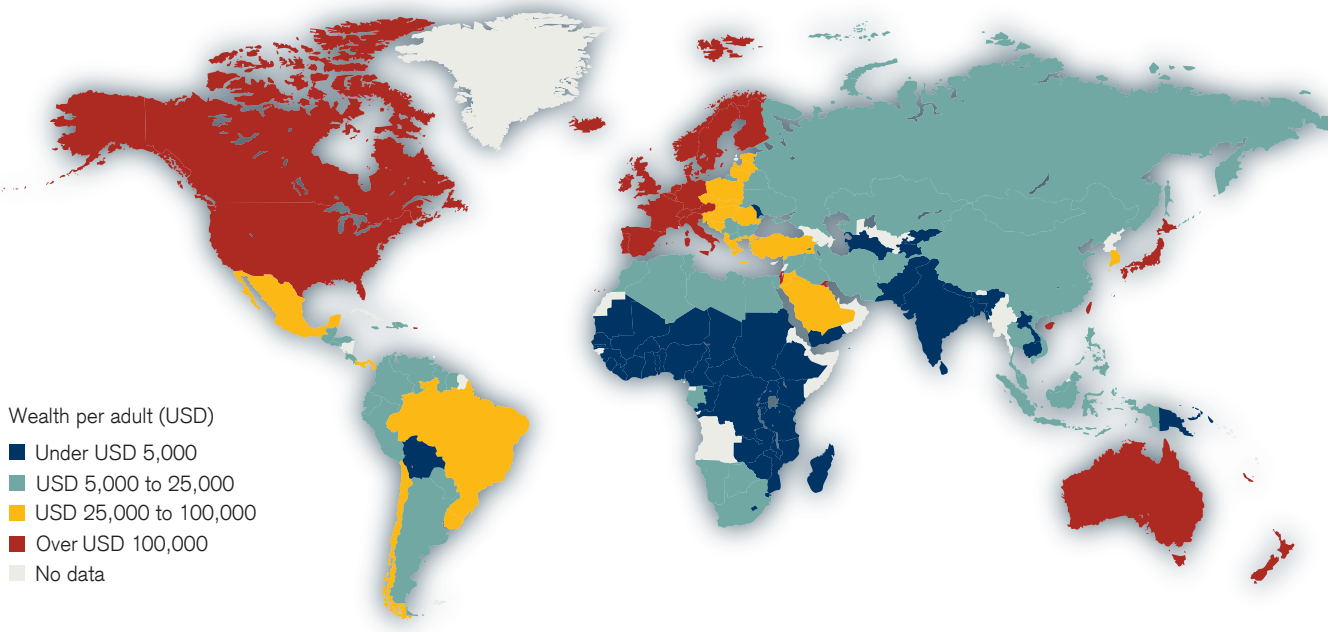 Wealth per adult (USD)
Under USD 5,000
USD 5,000 to 25,000
USD 25,000 to 100,000
Over USD 100,000
No data